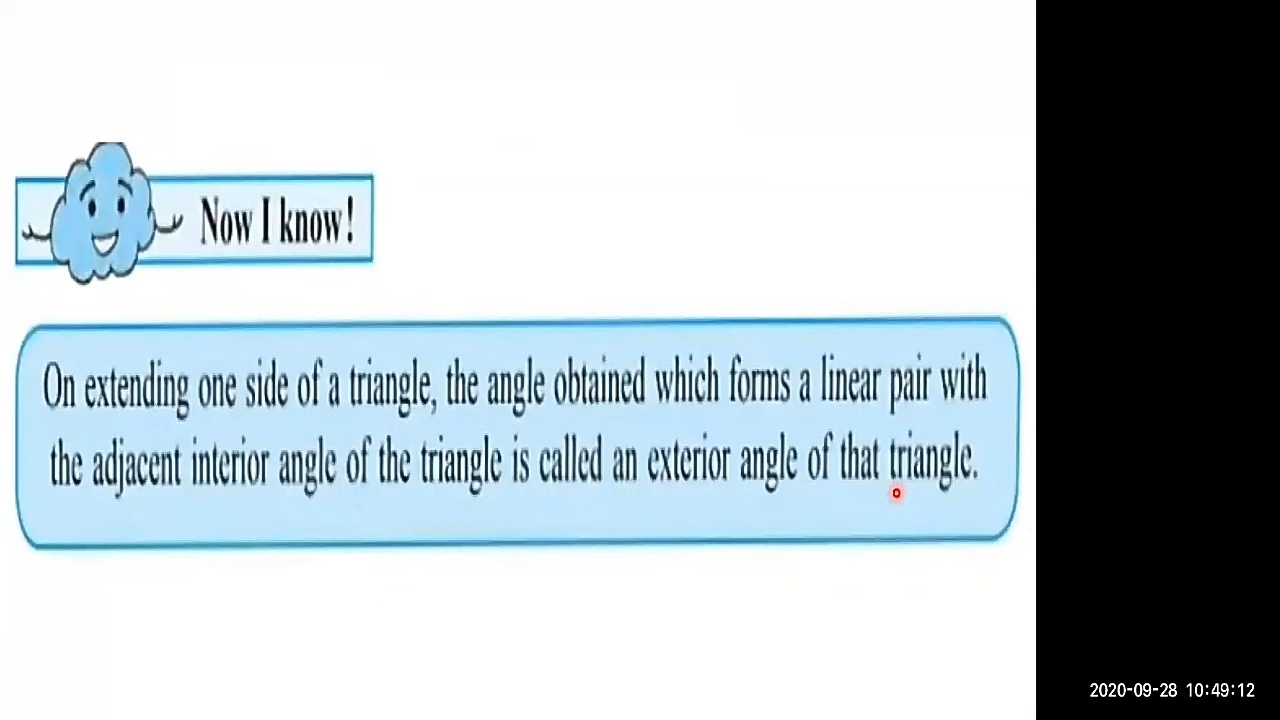 Now I know!
On extending one side of a triangle, the angle obtained which forms a linear pair with
the adjacent interior angle of the triangle is called an exterior angle of that triangle.
2020-09-28 10:49:12